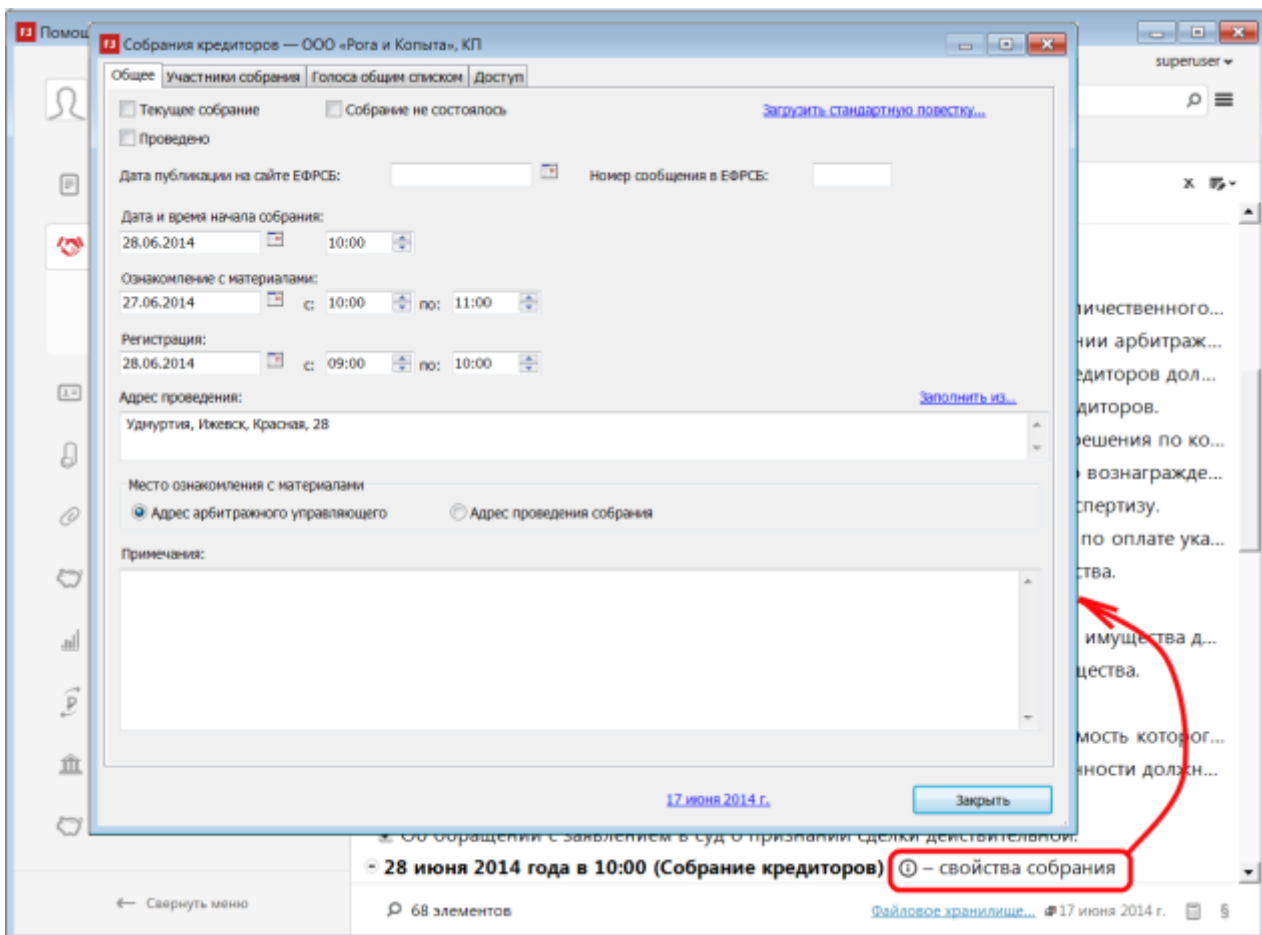 Помощ
superuser
Собрания кредиторов — ООО «Рога и Копыта», КП
Общее Участники собрания Голоса общим списком Доступ
Текущее собрание Собрание не состоялось Загрузить стандартную повестку...
Проведено
Дата публикации на сайте ЕФРСБ: Номер сообщения в ЕФРСБ:
Дата и время начала собрания:
28.06.2014 10:00
Ознакомление с материалами:
27.06.2014 с: 10:00 по: 11:00
Регистрация:
28.06.2014 с: 09:00 по: 10:00
Адрес проведения: Заполнить из...
Удмуртия, Ижевск, Красная, 28
Место ознакомления с материалами
Адрес арбитражного управляющего Адрес проведения собрания
Примечания:
17 июня 2014 г. Закрыть
личественного...
нии арбитраж...
едиторов дол...
диторов.
решения по ко...
вознагражде...
спертизу.
по оплате ука...
ства.
имущества д...
щества.
мость которог...
нности должн...
Об обращении с заявлением в суд о признании сделки действительной.
28 июня 2014 года в 10:00 (Собрание кредиторов) – свойства собрания
← Свернуть меню 68 элементов Файловое хранилище... 17 июня 2014 г. §